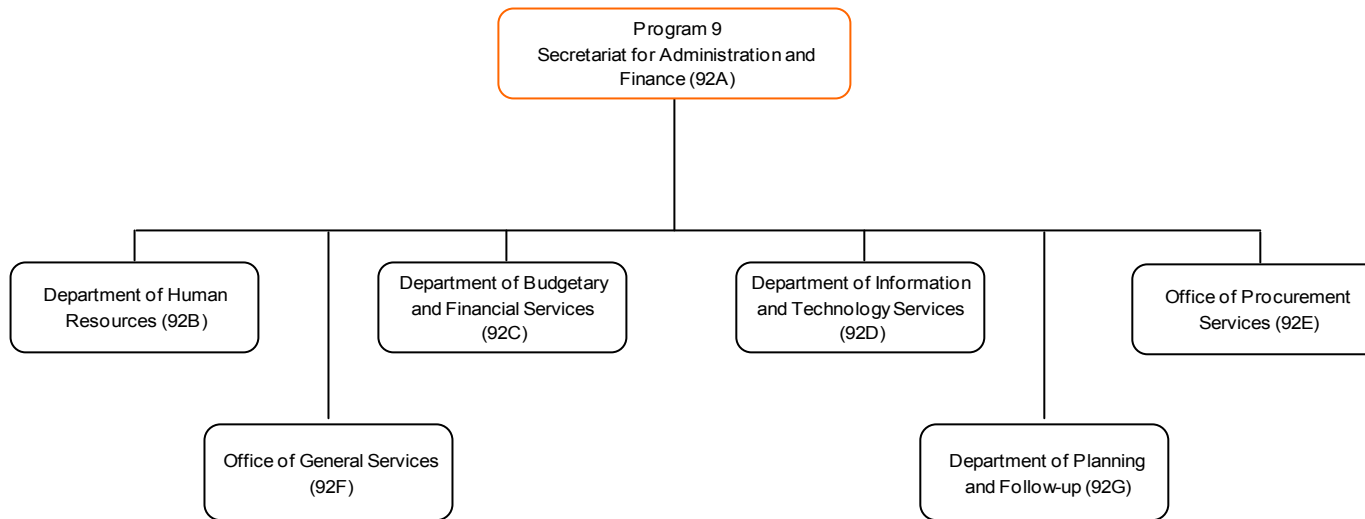 Program 9
Secretariat for Administration and
Finance (92A)
Department of Human
Resources (92B)
Department of Budgetary
and Financial Services
(92C)
Department of Information
and Technology Services
(92D)
Office of Procurement
Services (92E)
Office of General Services
(92F)
Department of Planning
and Follow-up (92G)